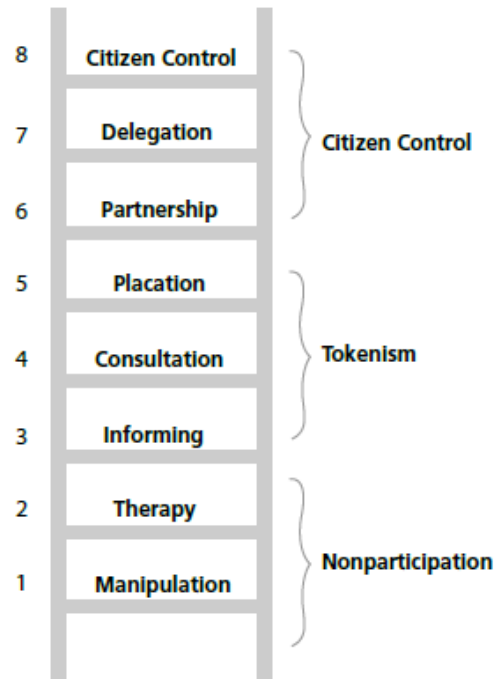 8 Citizen Control
7 Delegation
Citizen Control
6 Partnership
5 Placation
4 Consultation
Tokenism
3 Informing
2 Therapy
Nonparticipation
1 Manipulation